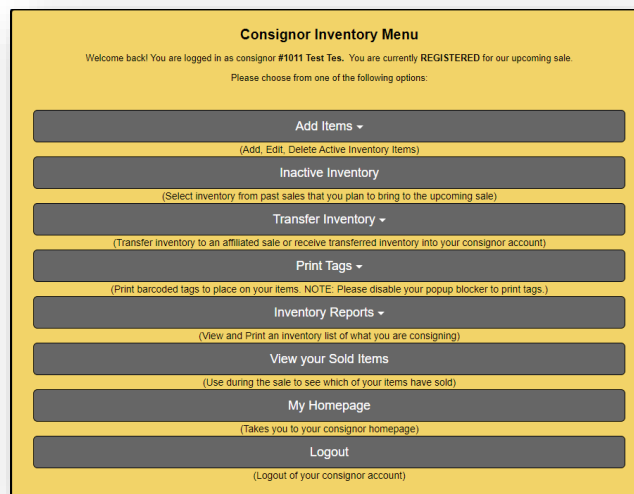 Consignor Inventory Menu
Welcome back! You are logged in as consignor #1011 Test Tes. You are currently REGISTERED for our upcoming sale.
Please choose from one of the following options:
Add Items
(Add, Edit, Delete Active Inventory Items)
Inactive Inventory
(Select inventory from past sales that you plan to bring to the upcoming sale)
Transfer Inventory
(Transfer inventory to an affiliated sale or receive transferred inventory into your consignor account)
Print Tags
(Print barcoded tags to place on your items. NOTE: Please disable your popup blocker to print tags.)
Inventory Reports
(View and Print an inventory list of what you are consigning)
View your Sold Items
(Use during the sale to see which of your items have sold)
My Homepage
(Takes you to your consignor homepage)
Logout
(Logout of your consignor account)